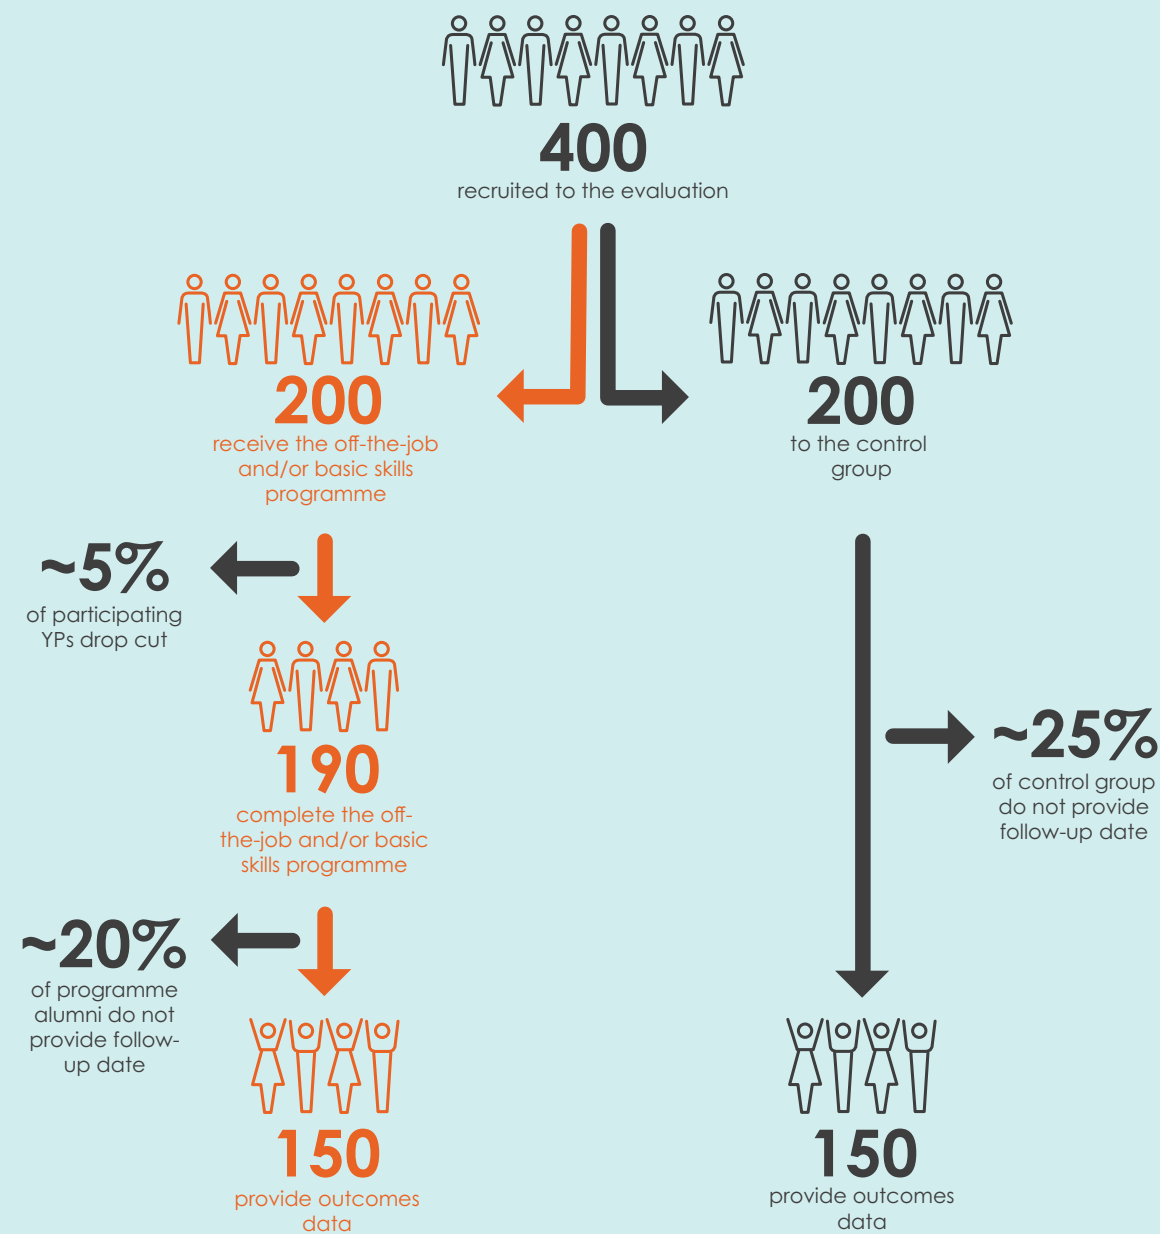 400
recruited to the evaluation
200
receive the off-the-job
and/or basic skills
programme
200
to the control
group
~5%
of participating
YPs drop cut
190
complete the off-
the-job and/or basic
skills programme
~25%
of control group
do not provide
follow-up date
~20%
of programme
alumni do not
provide follow-
up date
150
provide outcomes
data
150
provide outcomes
data